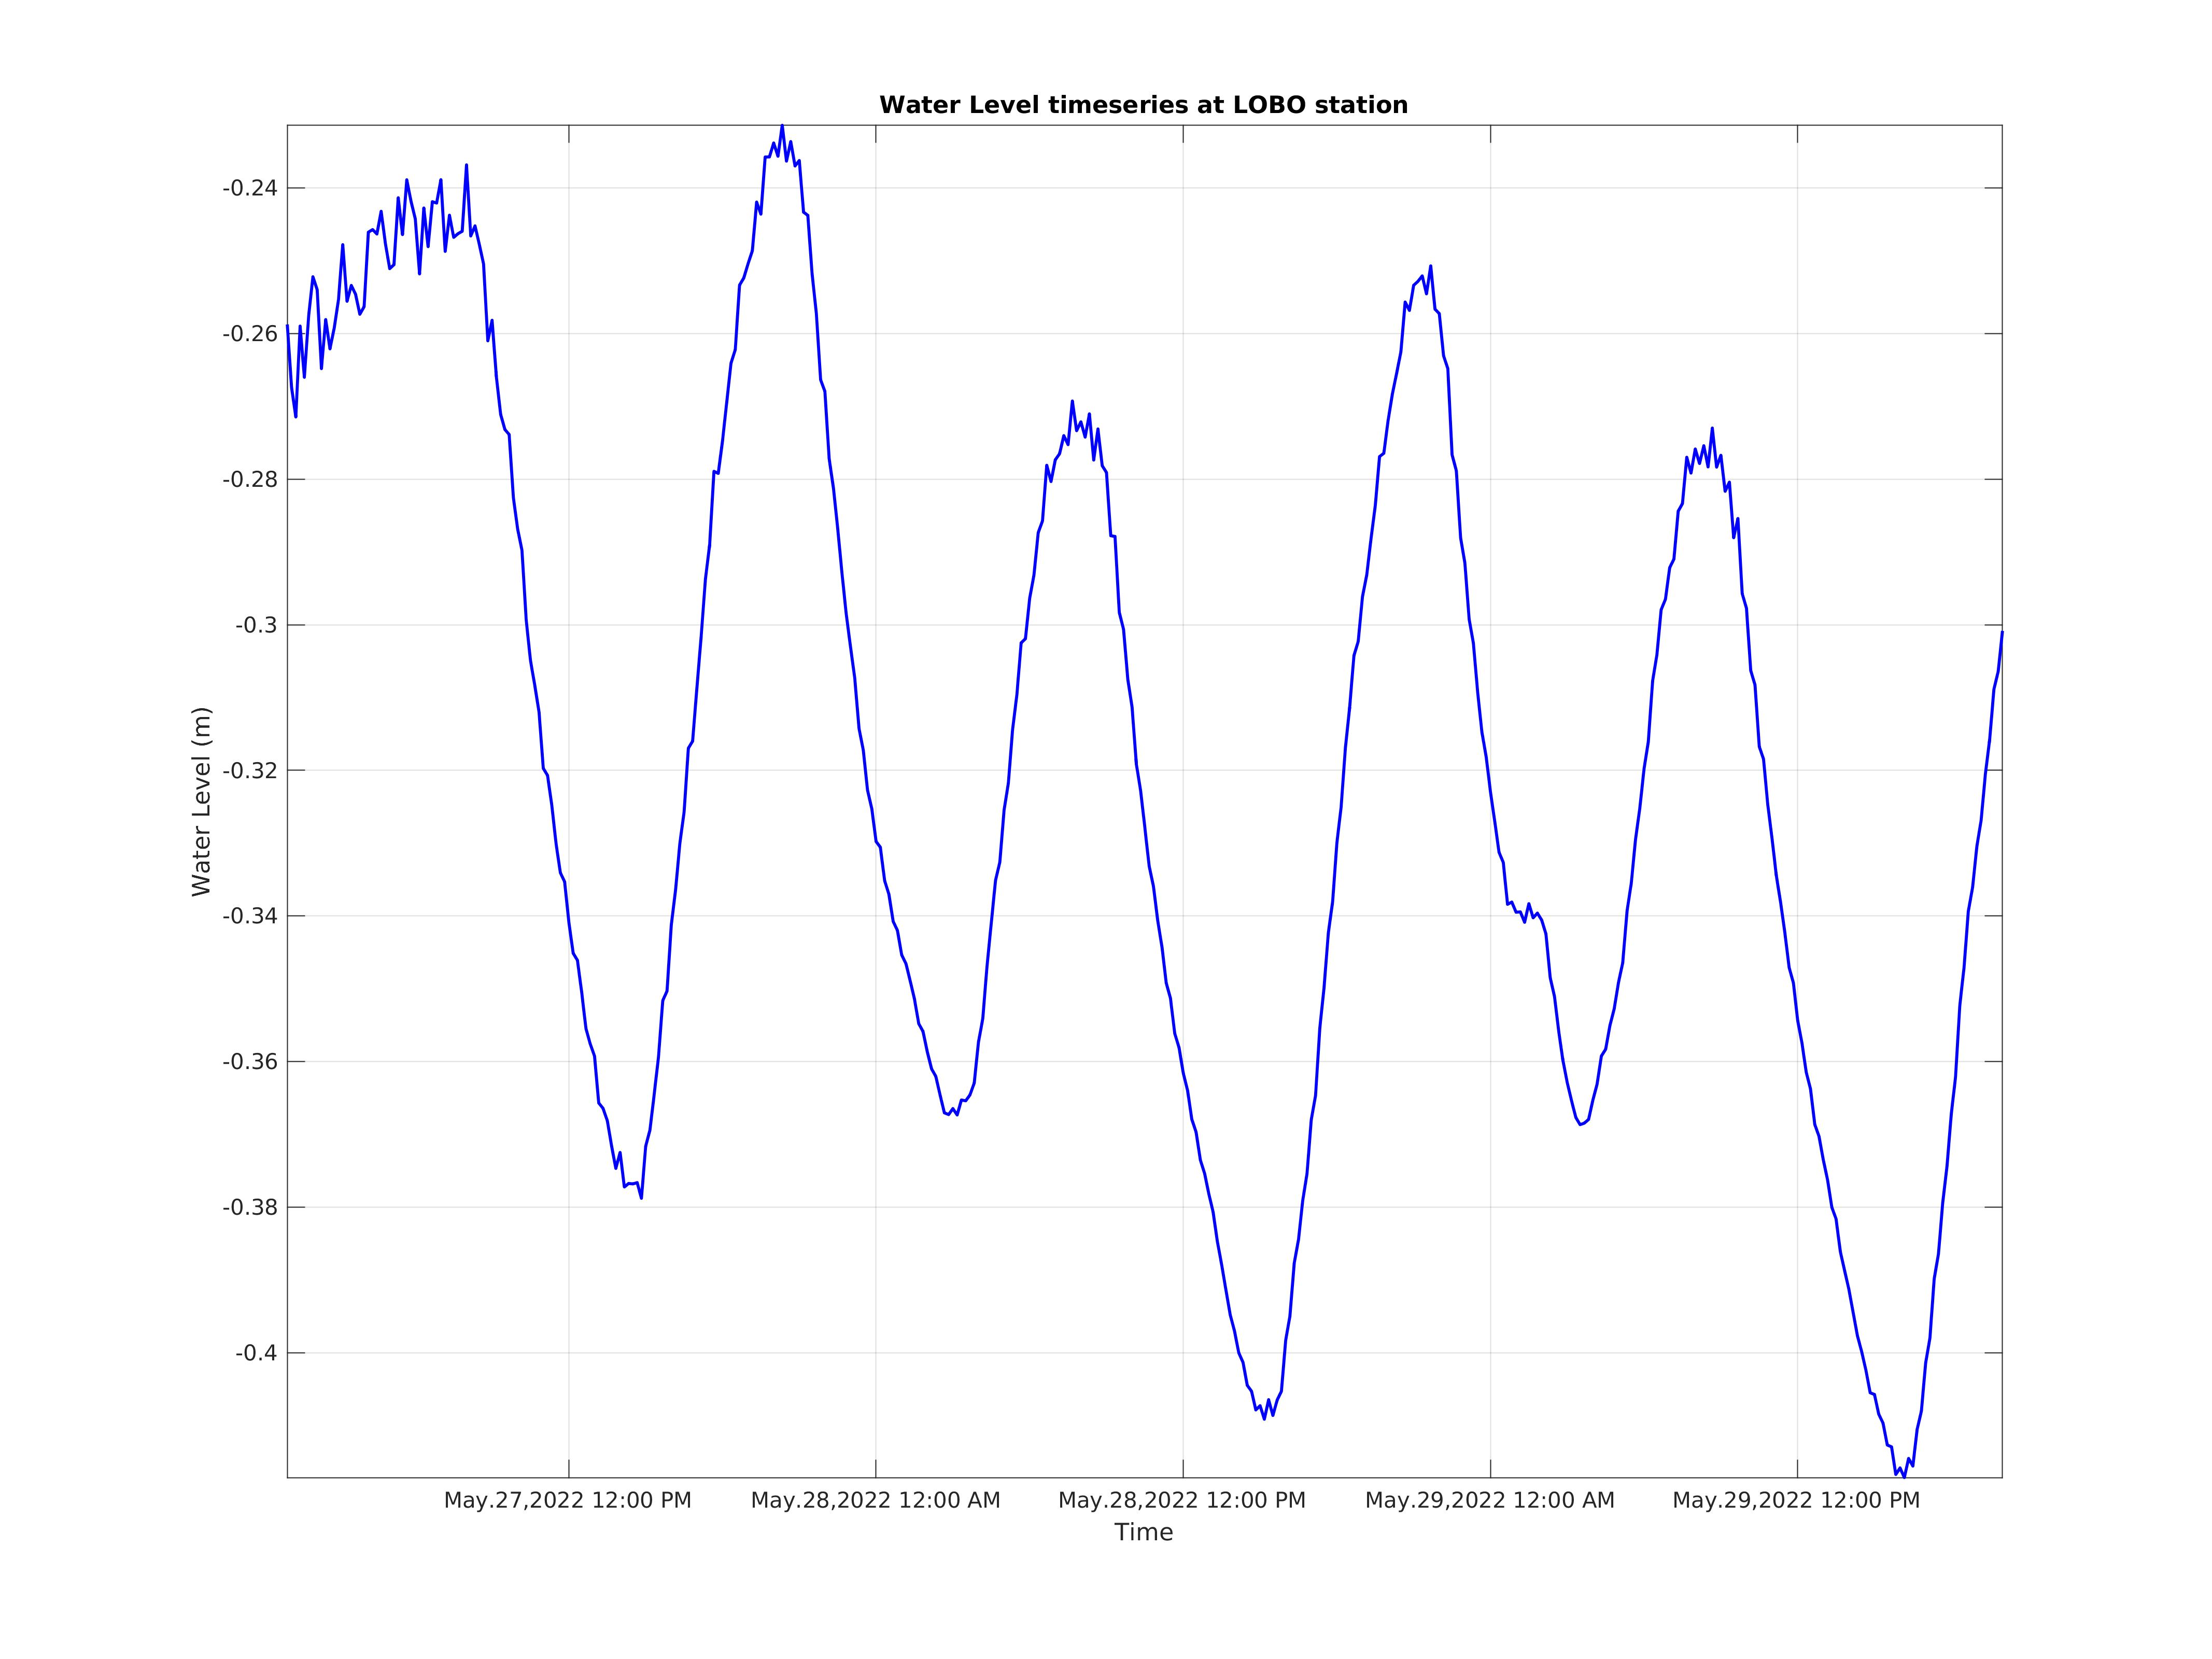 Water Level timeseries at LOBO station
-0.24
-0.26
-0.28
-0.3
-0.32
-0.34
-0.36
-0.38
-0.4
Water Level (m)
May.27,2022 12:00 PM
May.28,2022 12:00 AM
May.28,2022 12:00 PM
May.29,2022 12:00 AM
May.29,2022 12:00 PM
Time